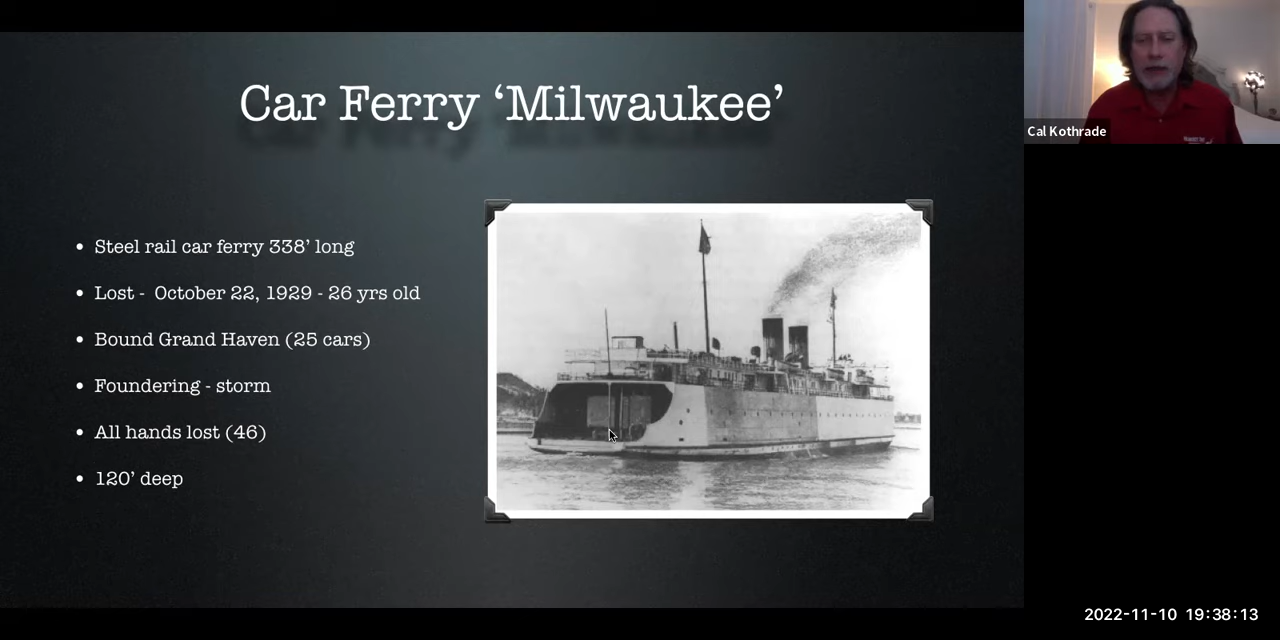 Car Ferry ‘Milwaukee’
• Steel rail car ferry 338’ long
• Lost -  October 22, 1929 - 26 yrs old
• Bound Grand Haven (25 cars)
• Foundering - storm
• All hands lost (46)
• 120’ deep
Cal Kothrade
2022-11-10 19:38:13